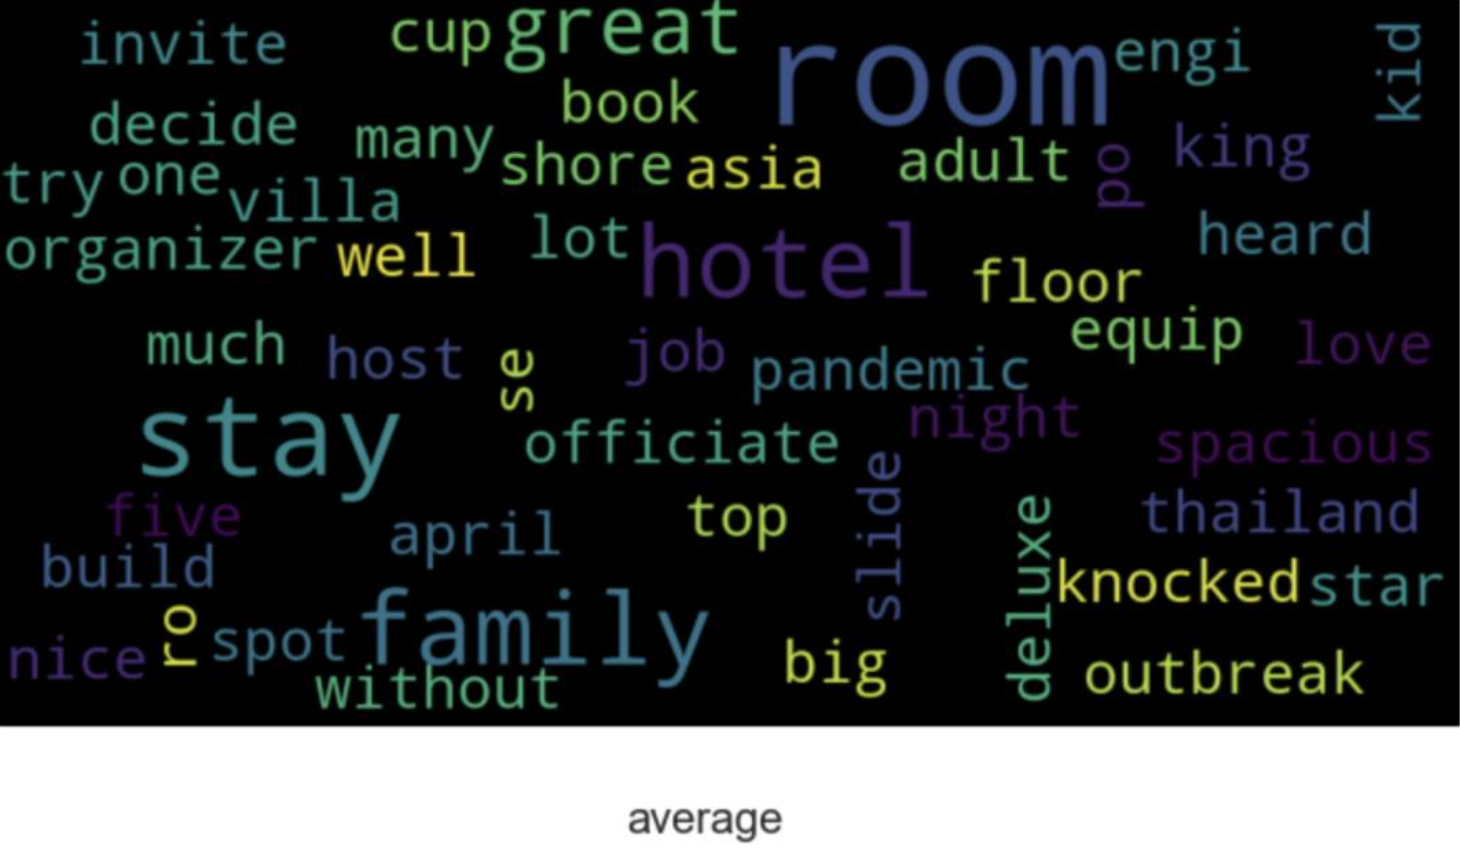 invite cup great room engi kid
decide many book
try one villa shore asia adult po king
organizer well lot hotel floor heard
much host se job pandemic equip love
stay officiate night spacious
five april top slide deluxe thailand
build knocked star
nice ro spot family big outbreak
without
average